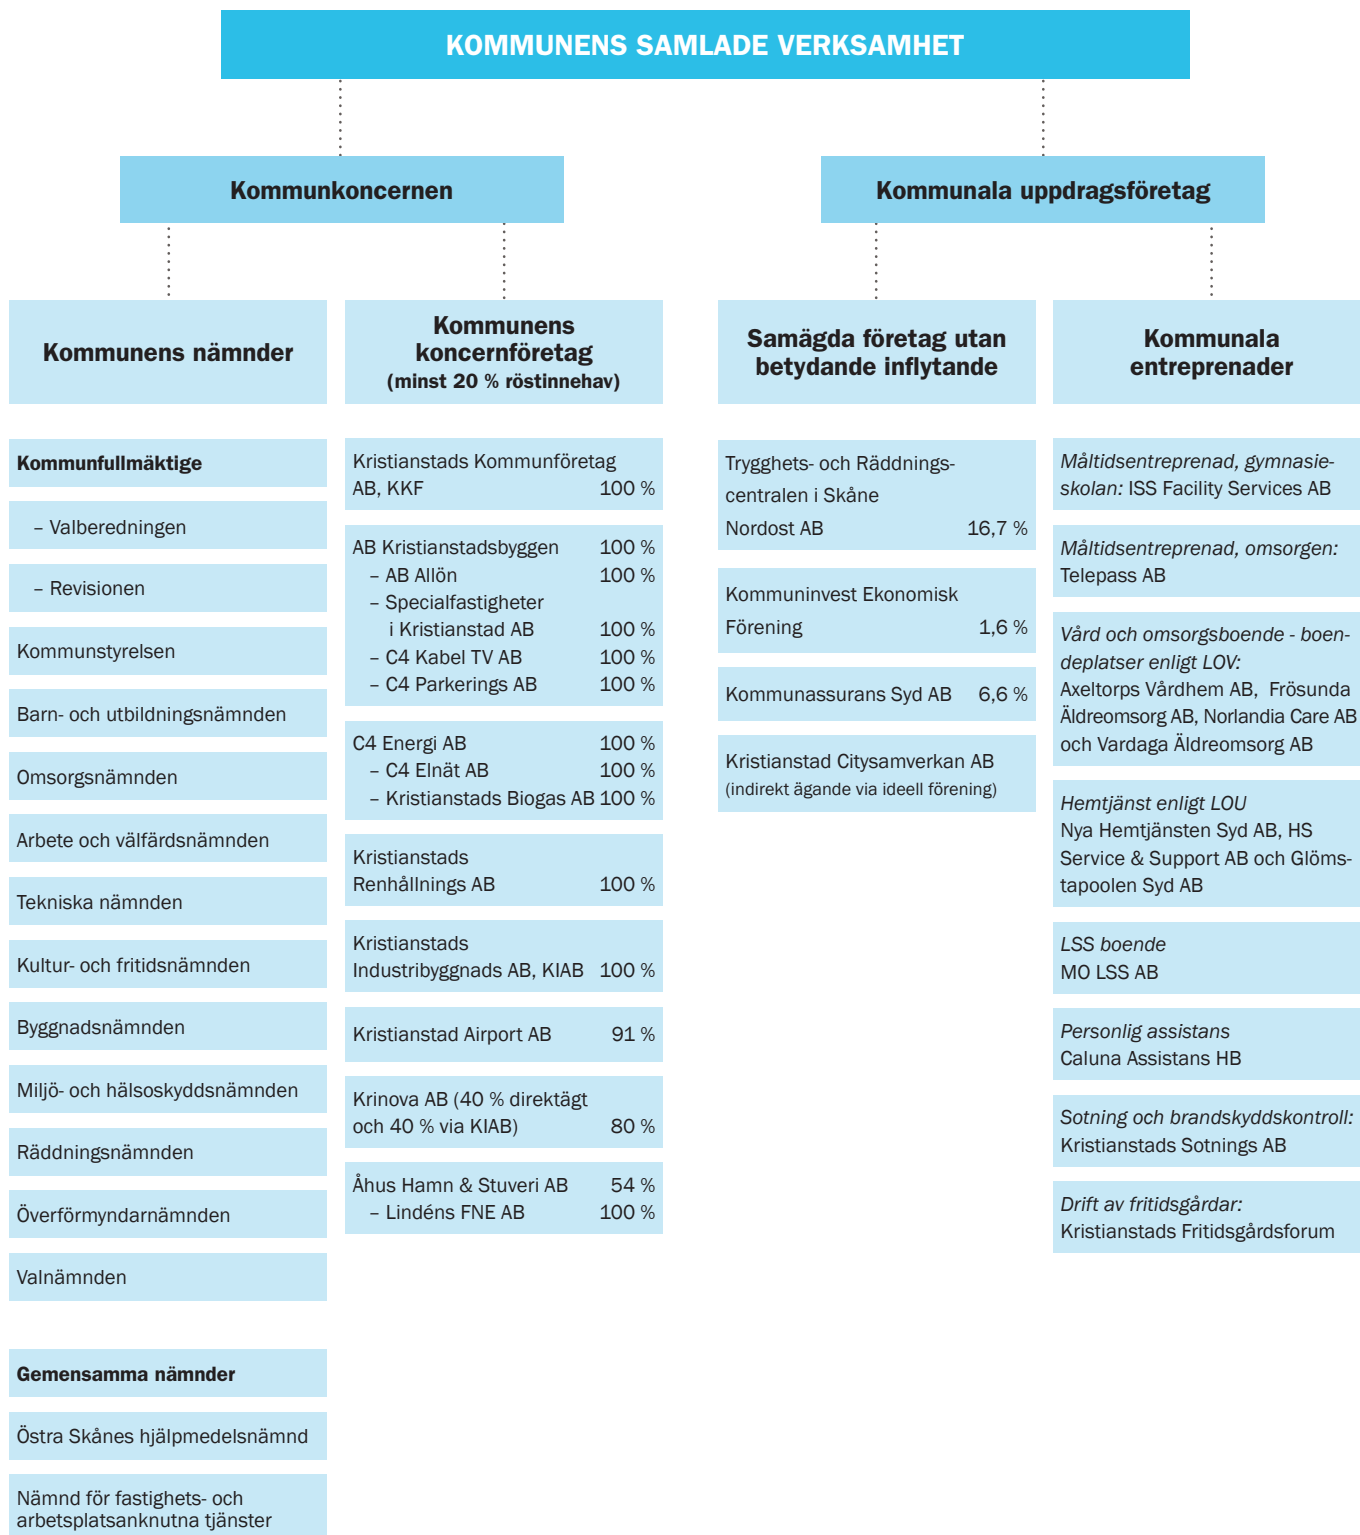 KOMMUNENS SAMLADE VERKSAMHET
Kommunkoncernen
Kommunala uppdragsföretag
Kommunens nämnder
Kommunens
koncernföretag
(minst 20 % röstinnehav)
Samägda företag utan
betydande inflytande
Kommunala
entreprenader
Kommunfullmäktige
– Valberedningen
– Revisionen
Kommunstyrelsen
Barn- och utbildningsnämnden
Omsorgsnämnden
Arbete och välfärdsnämnden
Tekniska nämnden
Kultur- och fritidsnämnden
Byggnadsnämnden
Miljö- och hälsoskyddsnämnden
Räddningsnämnden
Överförmyndarnämnden
Valnämnden
Gemensamma nämnder
Östra Skånes hjälpmedelsnämnd
Nämnd för fastighets- och
arbetsplatsanknutna tjänster
Kristianstads Kommunföretag
AB, KKF 100 %
AB Kristianstadsbyggen 100 %
– AB Allön 100 %
– Specialfastigheter
i Kristianstad AB 100 %
– C4 Kabel TV AB 100 %
– C4 Parkerings AB 100 %
C4 Energi AB 100 %
– C4 Elnät AB 100 %
– Kristianstads Biogas AB 100 %
Kristianstads
Renhållnings AB 100 %
Kristianstads
Industribyggnads AB, KIAB 100 %
Kristianstad Airport AB 91 %
Krinova AB (40 % direktägt
och 40 % via KIAB) 80 %
Åhus Hamn & Stuveri AB 54 %
– Lindéns FNE AB 100 %
Trygghets- och Räddnings-
centralen i Skåne
Nordost AB 16,7 %
Kommuninvest Ekonomisk
Förening 1,6 %
Kommunassurans Syd AB 6,6 %
Kristianstad Citysamverkan AB
(indirekt ägande via ideell förening)
Måltidsentreprenad, gymnasie-
skolan: ISS Facility Services AB
Måltidsentreprenad, omsorgen:
Telepass AB
Vård och omsorgsboende - boen-
deplatser enligt LOV:
Axeltorps Vårdhem AB, Frösunda
Äldreomsorg AB, Norlandia Care AB
och Vardaga Äldreomsorg AB
Hemtjänst enligt LOU
Nya Hemtjänsten Syd AB, HS
Service & Support AB och Glöms-
tapoolen Syd AB
LSS boende
MO LSS AB
Personlig assistans
Caluna Assistans HB
Sotning och brandskyddskontroll:
Kristianstads Sotnings AB
Drift av fritidsgårdar:
Kristianstads Fritidsgårdsforum